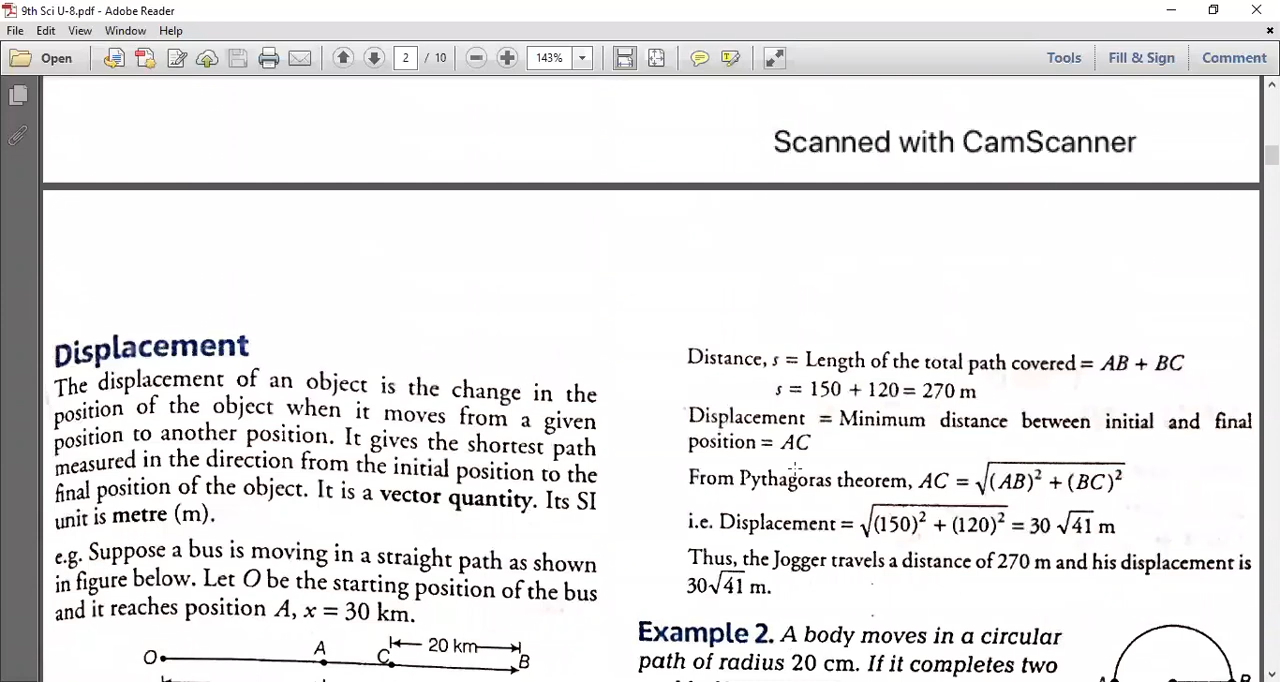 9th Sci U-8.pdf - Adobe Reader
File Edit View Window Help
Open 2 / 10 143% Tools Fill & Sign Comment
Scanned with CamScanner
Displacement
The displacement of an object is the change in the
position of the object when it moves from a given
position to another position. It gives the shortest path
measured in the direction from the initial position to the
final position of the object. It is a vector quantity. Its SI
unit is metre (m).
e.g. Suppose a bus is moving in a straight path as shown
in figure below. Let O be the starting position of the bus
and it reaches position A, x = 30 km.
O A C 20 km B
Distance, s = Length of the total path covered = AB + BC
s = 150 + 120 = 270 m
Displacement = Minimum distance between initial and final
position = AC
From Pythagoras theorem, AC = √(AB)² + (BC)²
i.e. Displacement = √(150)² + (120)² = 30 √41 m
Thus, the Jogger travels a distance of 270 m and his displacement is
30√41 m.
Example 2. A body moves in a circular
path of radius 20 cm. If it completes two
A B